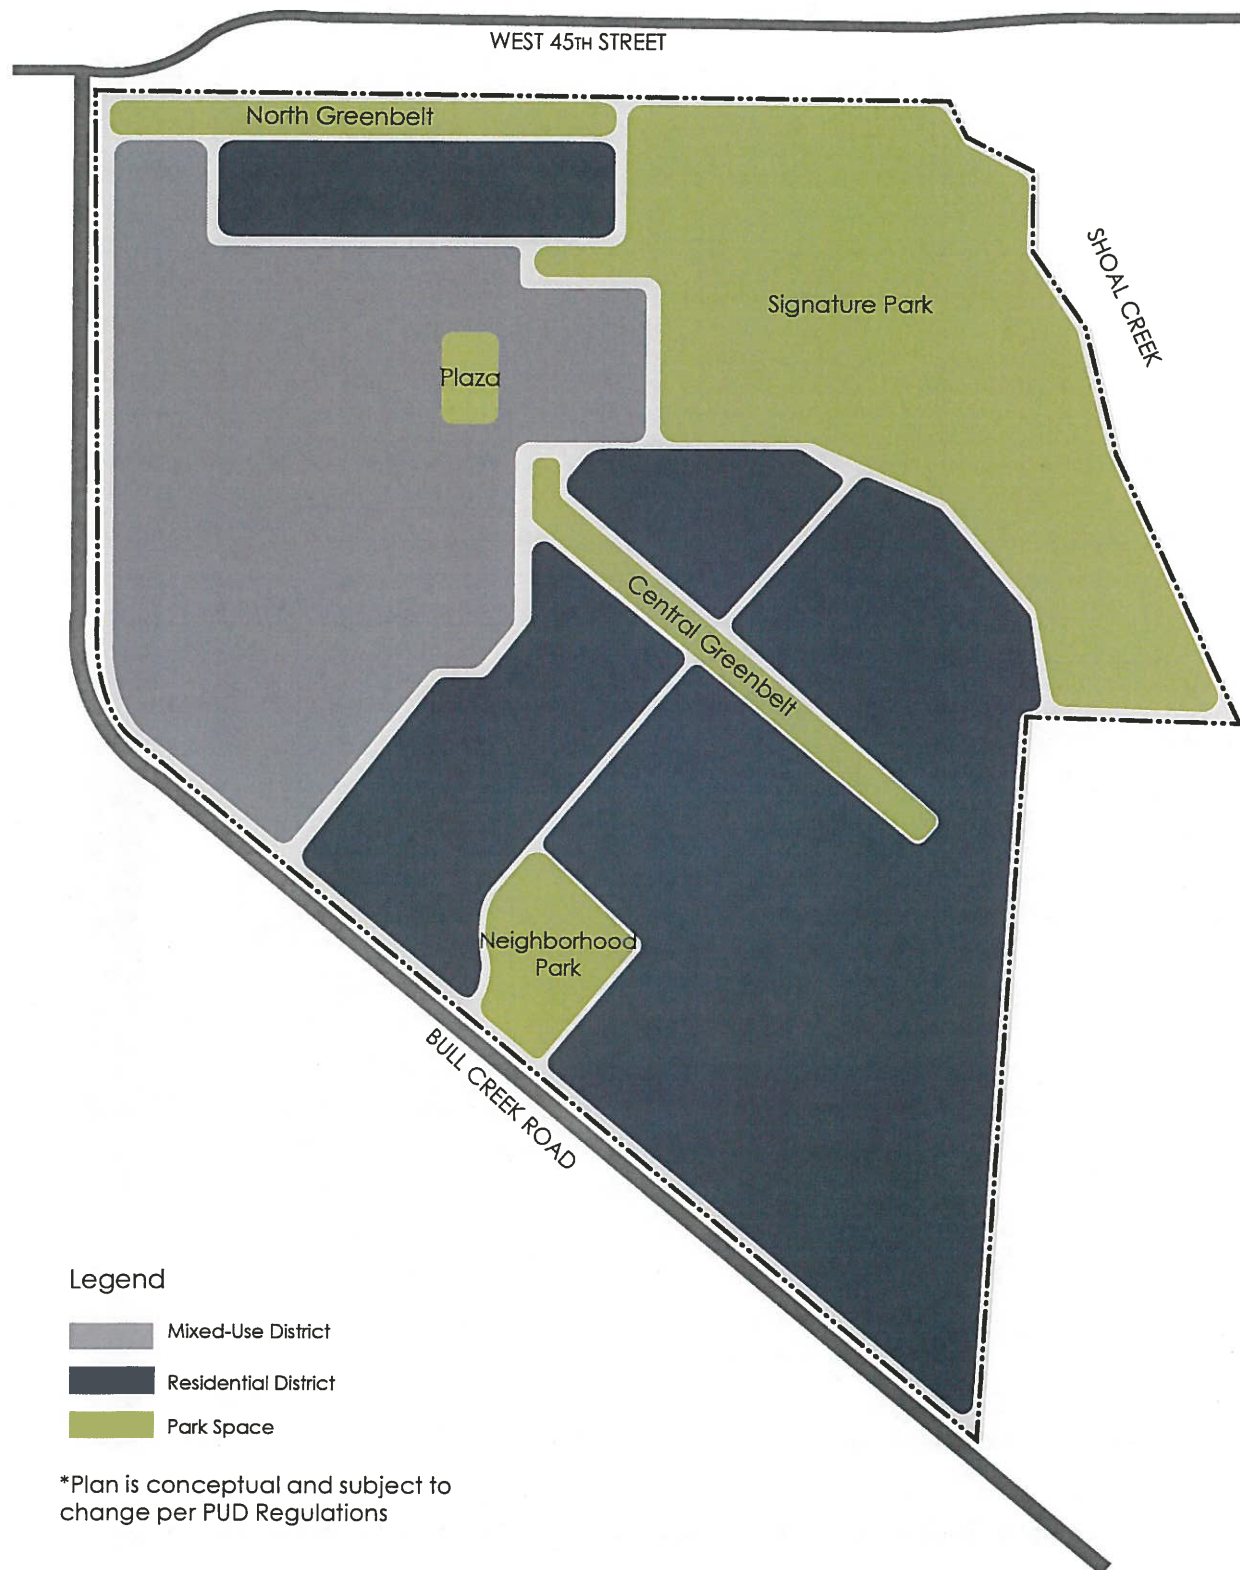 WEST 45TH STREET
North Greenbelt
SHOAL CREEK
Signature Park
Plaza
Central Greenbelt
Neighborhood
Park
BULL CREEK ROAD
Legend
Mixed-Use District
Residential District
Park Space
*Plan is conceptual and subject to
change per PUD Regulations